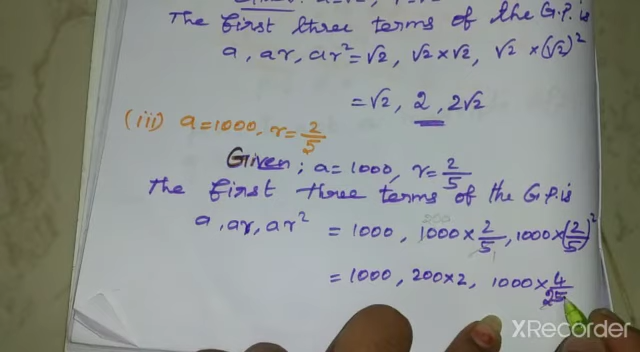 The first three terms of the G.P. is
a, ar, ar² = √2, √2 × √2, √2 × (√2)²
= √2, 2, 2√2
(iii) a = 1000, r = 2/5
Given; a = 1000, r = 2/5
The first three terms of the G.P. is
200
a, ar, ar² = 1000, 1000 × 2/5, 1000 × (2/5)²
= 1000, 200 × 2, 1000 × 4/25
XRecorder